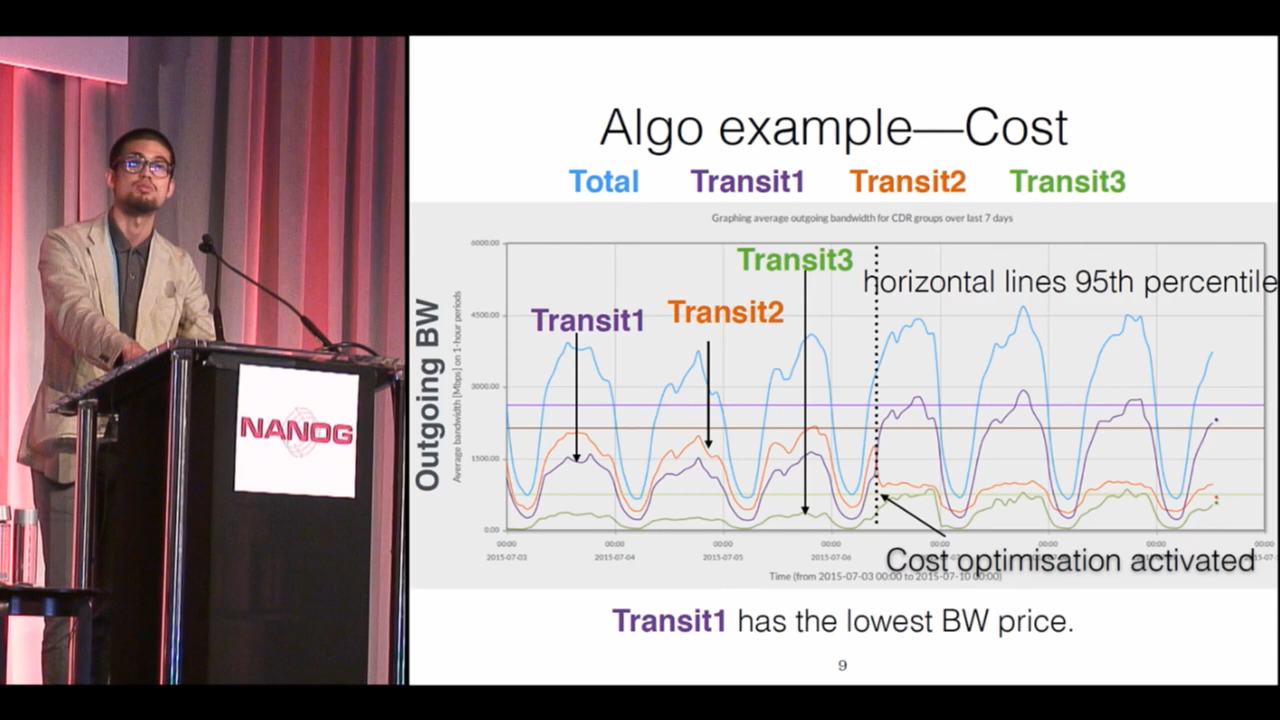 Algo example—Cost
Total Transit1 Transit2 Transit3
Graphing average outgoing bandwidth for CDR groups over last 7 days
6000.00
Transit3
horizontal lines 95th percentile
4500.00
Transit1
Transit2
Outgoing BW
Average bandwidth [Mbps] on 1-hour periods
3000.00
1500.00
0.00
NANOG
00:00 00:00 00:00 00:00 00:00 00:00 00:00 00:00
2015-07-03 2015-07-04 2015-07-05 2015-07-06
Cost optimisation activated
Time (from 2015-07-03 00:00 to 2015-07-10 00:00)
Transit1 has the lowest BW price.
9